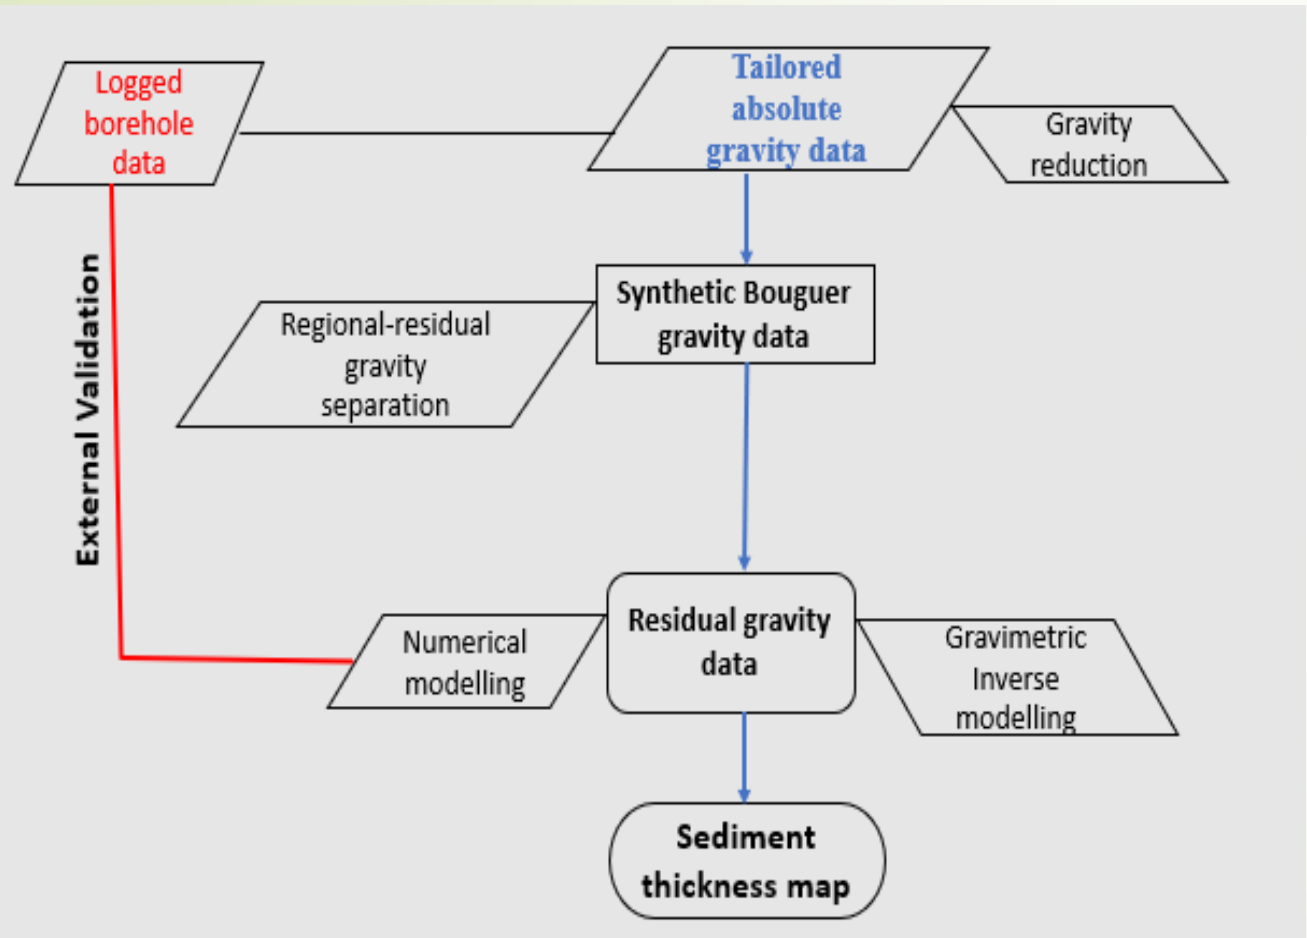 Logged
borehole
data
Tailored
absolute
gravity data
Gravity
reduction
External Validation
Synthetic Bouguer
gravity data
Regional-residual
gravity
separation
Residual gravity
data
Numerical
modelling
Gravimetric
Inverse
modelling
Sediment
thickness map